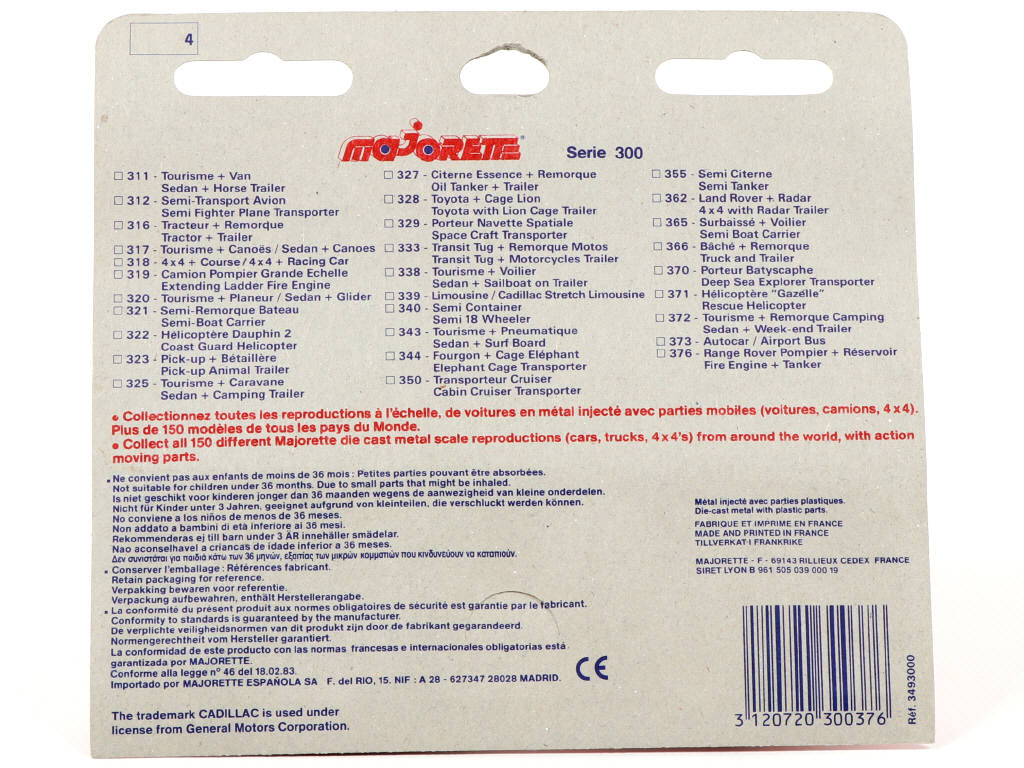 4
MAJORETTE® Serie 300
311 - Tourisme + Van
Sedan + Horse Trailer
312 - Semi-Transport Avion
Semi Fighter Plane Transporter
316 - Tracteur + Remorque
Tractor + Trailer
317 - Tourisme + Canoës / Sedan + Canoes
318 - 4x4 + Course / 4x4 + Racing Car
319 - Camion Pompier Grande Echelle
Extending Ladder Fire Engine
320 - Tourisme + Planeur / Sedan + Glider
321 - Semi-Remorque Bateau
Semi-Boat Carrier
322 - Hélicoptère Dauphin 2
Coast Guard Helicopter
323 - Pick-up + Bétaillère
Pick-up Animal Trailer
325 - Tourisme + Caravane
Sedan + Camping Trailer
327 - Citerne Essence + Remorque
Oil Tanker + Trailer
328 - Toyota + Cage Lion
Toyota with Lion Cage Trailer
329 - Porteur Navette Spatiale
Space Craft Transporter
333 - Transit Tug + Remorque Motos
Transit Tug + Motorcycles Trailer
338 - Tourisme + Voilier
Sedan + Sailboat on Trailer
339 - Limousine / Cadillac Stretch Limousine
340 - Semi Container
Semi 18 Wheeler
343 - Tourisme + Pneumatique
Sedan + Surf Board
344 - Fourgon + Cage Eléphant
Elephant Cage Transporter
350 - Transporteur Cruiser
Cabin Cruiser Transporter
355 - Semi Citerne
Semi Tanker
362 - Land Rover + Radar
4x4 with Radar Trailer
365 - Surbaissé + Voilier
Semi Boat Carrier
366 - Bâché + Remorque
Truck and Trailer
370 - Porteur Batyscaphe
Deep Sea Explorer Transporter
371 - Hélicoptère "Gazelle"
Rescue Helicopter
372 - Tourisme + Remorque Camping
Sedan + Week-end Trailer
373 - Autocar / Airport Bus
376 - Range Rover Pompier + Réservoir
Fire Engine + Tanker
• Collectionnez toutes les reproductions à l'échelle, de voitures en métal injecté avec parties mobiles (voitures, camions, 4x4).
Plus de 150 modèles de tous les pays du Monde.
• Collect all 150 different Majorette die cast metal scale reproductions (cars, trucks, 4x4's) from around the world, with action
moving parts.
Ne convient pas aux enfants de moins de 36 mois : Petites parties pouvant être absorbées.
Not suitable for children under 36 months. Due to small parts that might be inhaled.
Is niet geschikt voor kinderen jonger dan 36 maanden wegens de aanwezigheid van kleine onderdelen.
Nicht für Kinder unter 3 Jahren, geeignet aufgrund von kleinteilen, die verschluckt werden können.
No conviene a los niños de menos de 36 meses.
Non addato a bambini di età inferiore ai 36 mesi.
Rekommenderas ej till barn under 3 ÅR innehåller smådelar.
Nao aconselhavel a criancas de idade inferior a 36 meses.
Δεν συνιστάται για παιδιά κάτω των 36 μηνών, εξαιτίας των μικρών κομματιών που κινδυνεύουν να καταπιούν.
Conserver l'emballage : Références fabricant.
Retain packaging for reference.
Verpakking bewaren voor referentie.
Verpackung aufbewahren, enthält Herstellerangabe.
La conformité du présent produit aux normes obligatoires de sécurité est garantie par le fabricant.
Conformity to standards is guaranteed by the manufacturer.
De verplichte veiligheidsnormen van dit produkt zijn door de fabrikant gegarandeerd.
Normengerechtheit vom Hersteller garantiert.
La conformidad de este producto con las normas francesas e internacionales obligatorias está
garantizada por MAJORETTE.
Conforme alla legge n° 46 del 18.02.83.
Importado por MAJORETTE ESPAÑOLA SA F. del RIO, 15. NIF : A 28 - 627347 28028 MADRID.
CE
The trademark CADILLAC is used under
license from General Motors Corporation.
Métal injecté avec parties plastiques.
Die-cast metal with plastic parts.
FABRIQUE ET IMPRIME EN FRANCE
MADE AND PRINTED IN FRANCE
TILLVERKAT-I FRANKRIKE
MAJORETTE - F - 69143 RILLIEUX CEDEX FRANCE
SIRET LYON B 961 505 039 000 19
3 120720 300376
Réf. 3493000